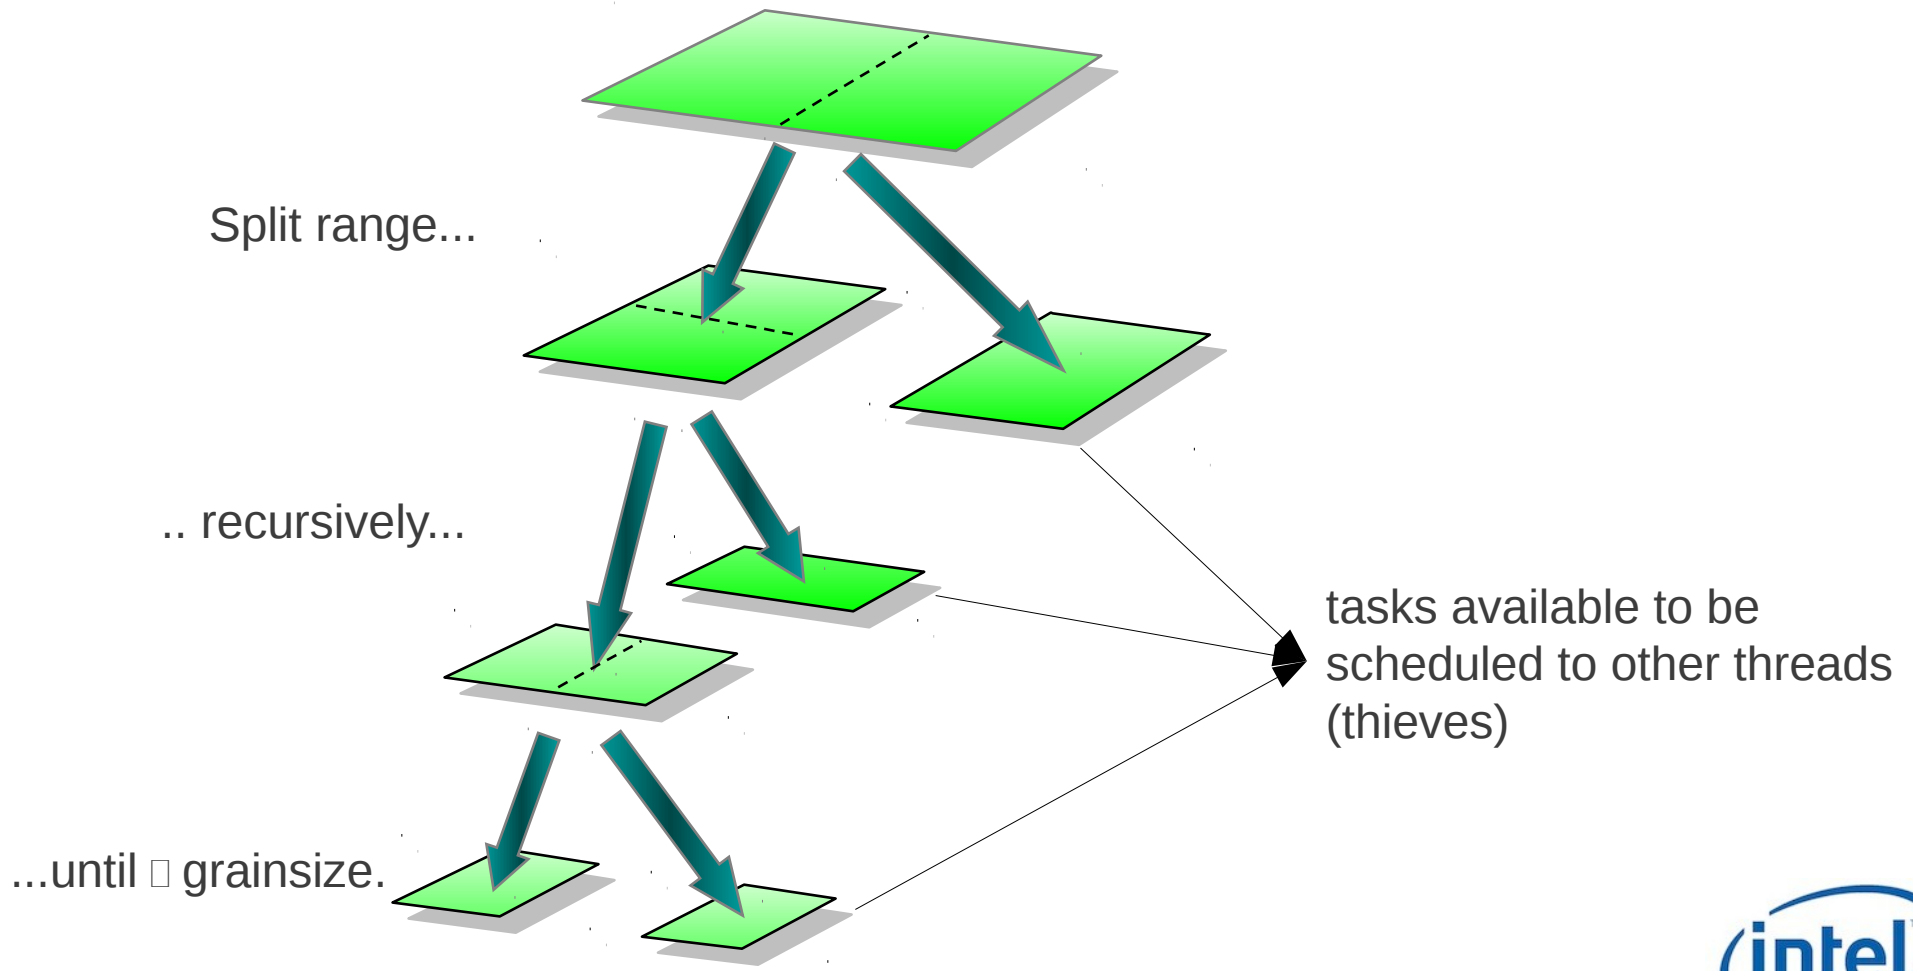 Split range...
.. recursively...
tasks available to be
scheduled to other threads
(thieves)
...until □ grainsize.
intel